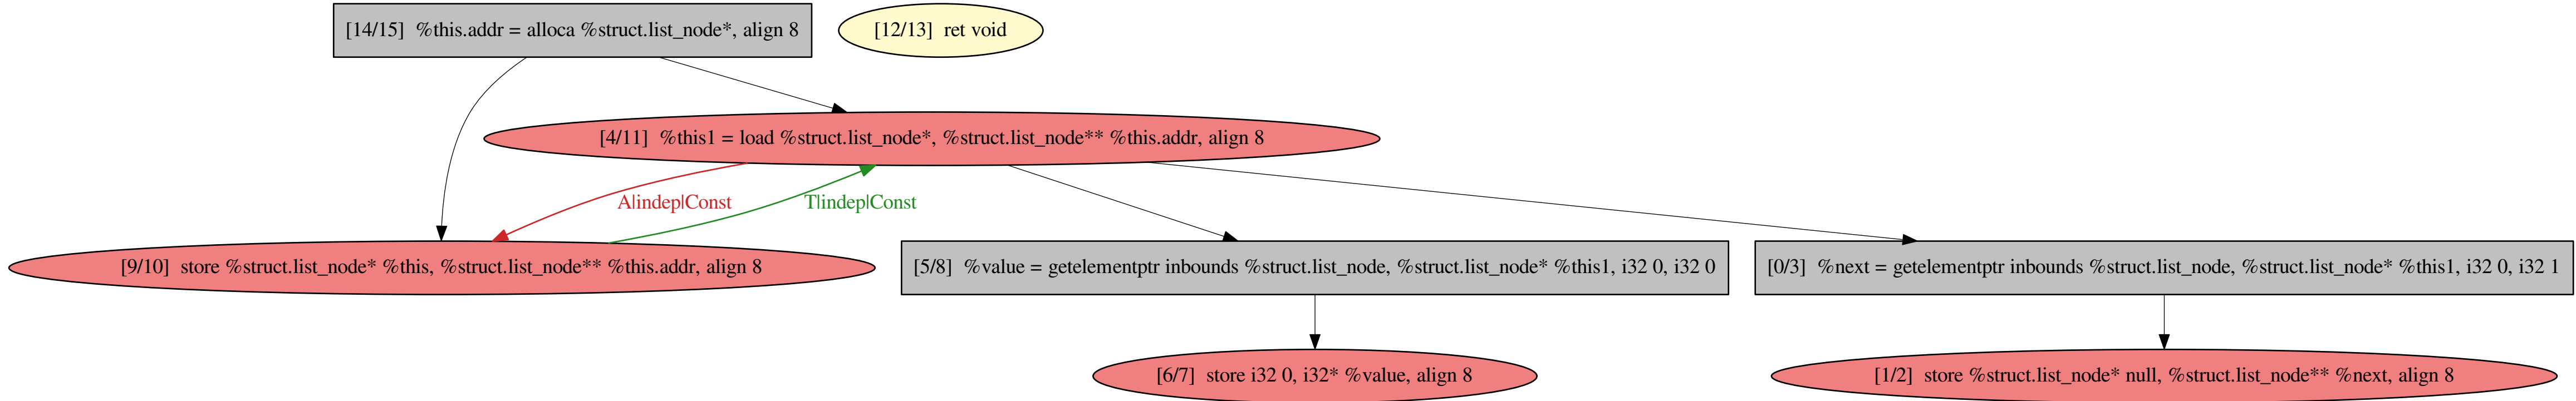 [14/15]  %this.addr = alloca %struct.list_node*, align 8
[12/13]  ret void
[4/11]  %this1 = load %struct.list_node*, %struct.list_node** %this.addr, align 8
A|indep|Const
T|indep|Const
[9/10]  store %struct.list_node* %this, %struct.list_node** %this.addr, align 8
[5/8]  %value = getelementptr inbounds %struct.list_node, %struct.list_node* %this1, i32 0, i32 0
[0/3]  %next = getelementptr inbounds %struct.list_node, %struct.list_node* %this1, i32 0, i32 1
[6/7]  store i32 0, i32* %value, align 8
[1/2]  store %struct.list_node* null, %struct.list_node** %next, align 8